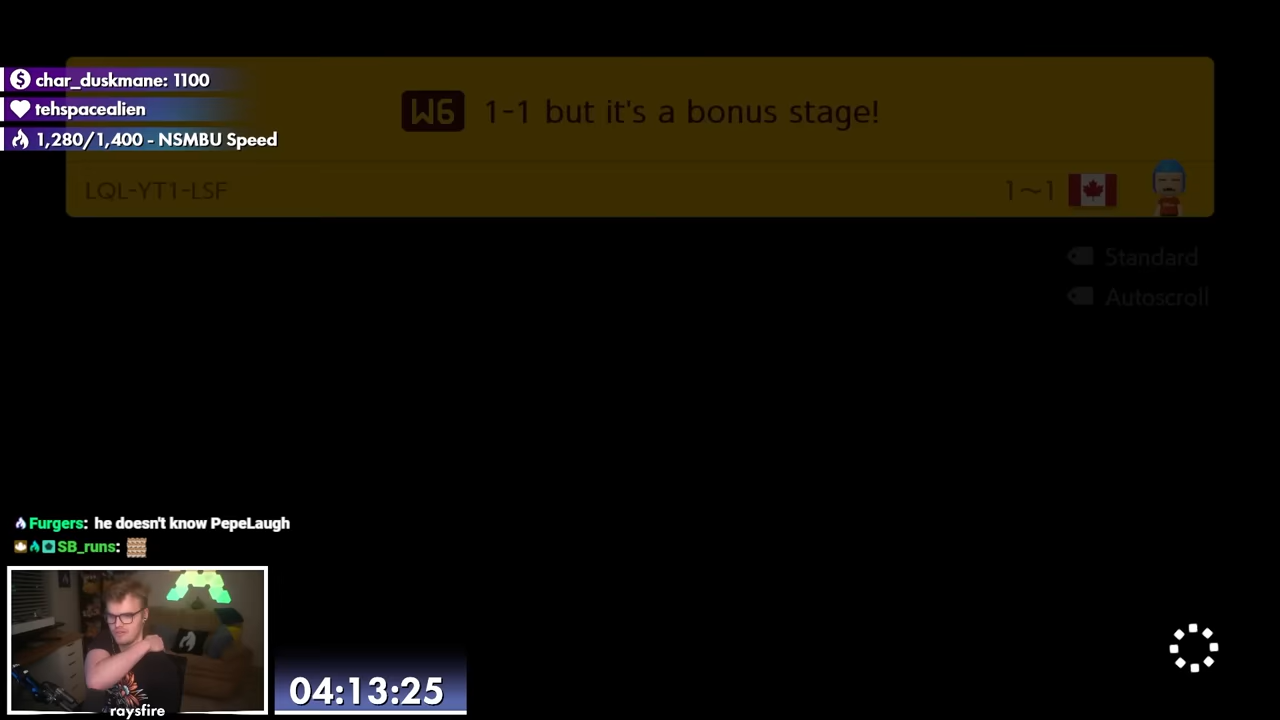 char_duskmane: 1100
tehspacealien
1,280/1,400 - NSMBU Speed
W6 1-1 but it's a bonus stage!
LQL-YT1-LSF
1~1
Standard
Autoscroll
Furgers: he doesn't know PepeLaugh
SB_runs:
raysfire
04:13:25